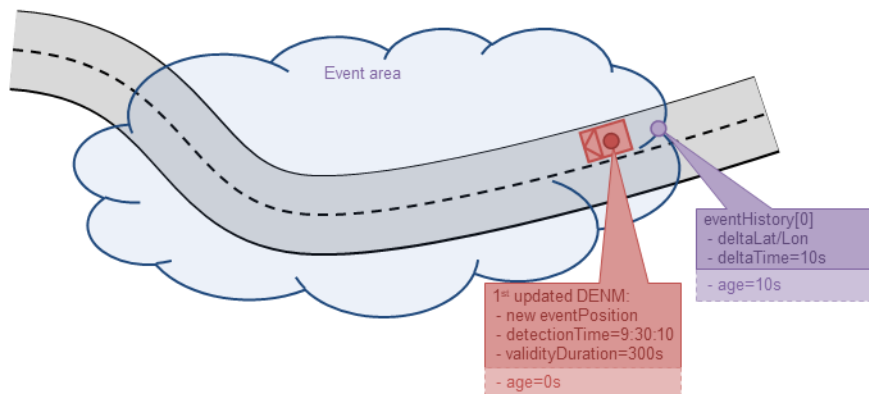 Event area
eventHistory[0]
- deltaLat/Lon
- deltaTime=10s
- age=10s
1st updated DENM:
- new eventPosition
- detectionTime=9:30:10
- validityDuration=300s
- age=0s